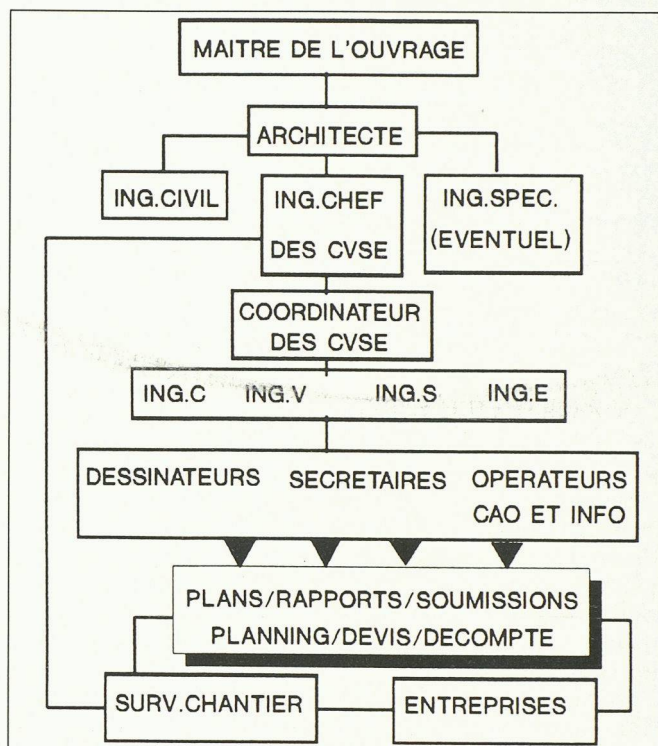 MAITRE DE L'OUVRAGE
ARCHITECTE
ING.CIVIL
ING.CHEF
DES CVSE
ING.SPEC.
(EVENTUEL)
COORDINATEUR
DES CVSE
ING.C ING.V ING.S ING.E
DESSINATEURS SECRETAIRES OPERATEURS
CAO ET INFO
PLANS/RAPPORTS/SOUMISSIONS
PLANNING/DEVIS/DECOMPTE
SURV.CHANTIER ENTREPRISES